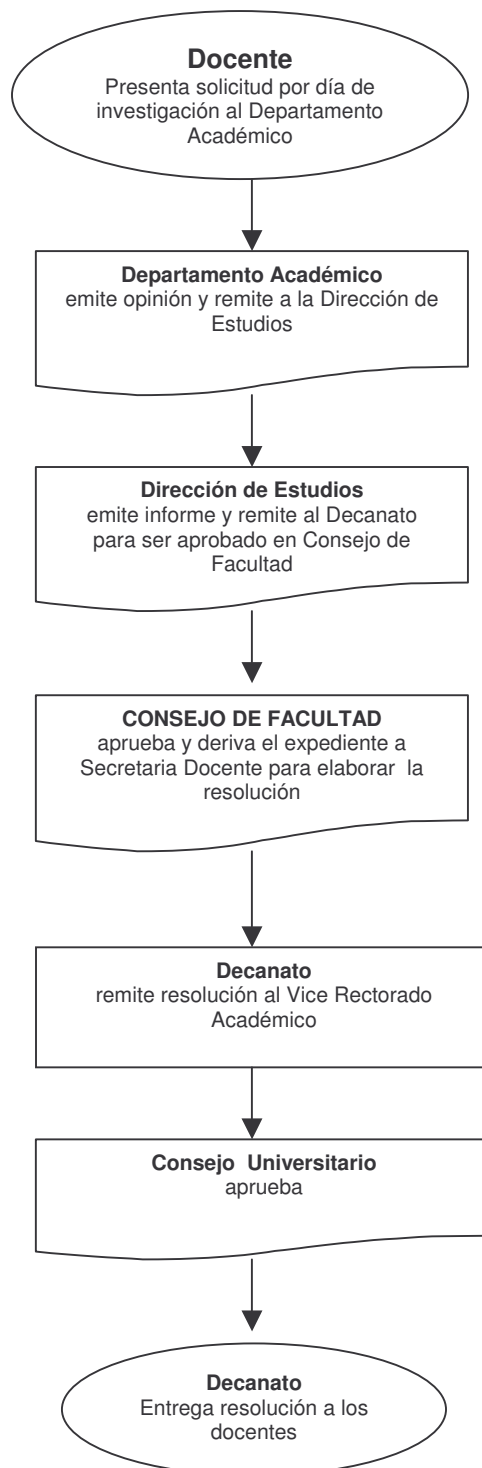 Docente
Presenta solicitud por día de
investigación al Departamento
Académico
Departamento Académico
emite opinión y remite a la Dirección de
Estudios
Dirección de Estudios
emite informe y remite al Decanato
para ser aprobado en Consejo de
Facultad
CONSEJO DE FACULTAD
aprueba y deriva el expediente a
Secretaria Docente para elaborar la
resolución
Decanato
remite resolución al Vice Rectorado
Académico
Consejo Universitario
aprueba
Decanato
Entrega resolución a los
docentes